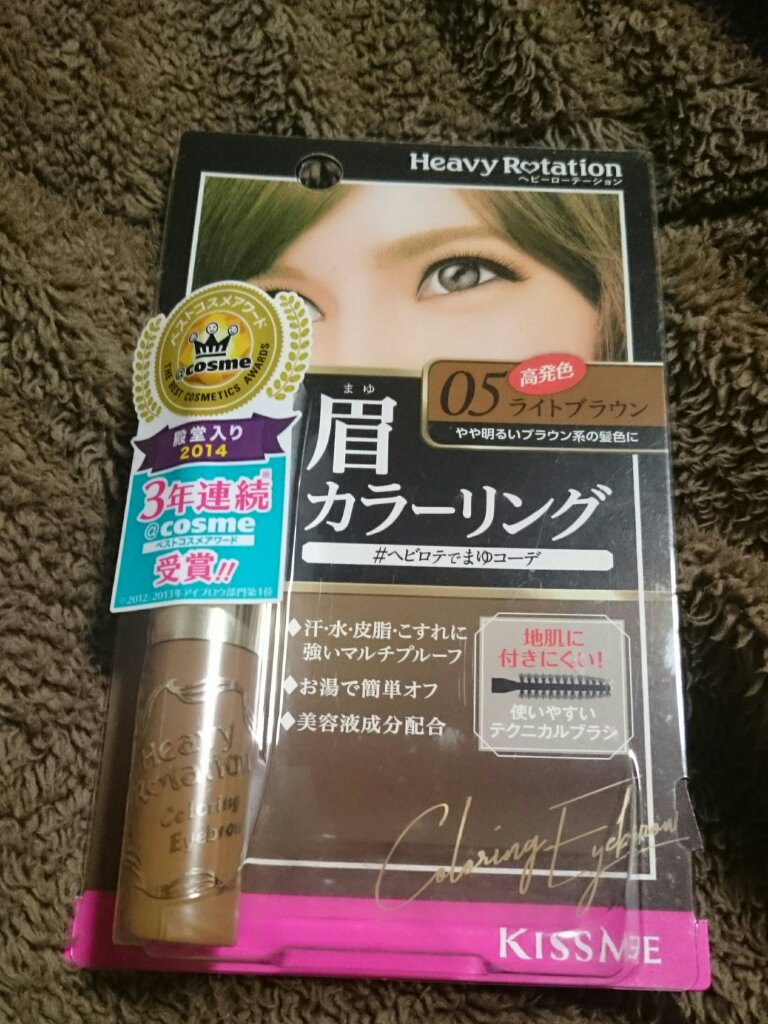 Heavy Rotation
ヘビーローテーション
ベストコスメアワード
@cosme
THE BEST COSMETICS AWARDS
殿堂入り
2014
3年連続※
@cosme
ベストコスメアワード
受賞!!
※2012、2013年アイブロウ部門第1位
05 高発色
ライトブラウン
やや明るいブラウン系の髪色に
まゆ
眉
カラーリング
#ヘビロテでまゆコーデ
◆汗・水・皮脂・こすれに
強いマルチプルーフ
◆お湯で簡単オフ
◆美容液成分配合
地肌に
付きにくい!
使いやすい
テクニカルブラシ
Heavy
Rotation
Coloring
Eyebrow
Coloring Eyebrow
KISSME